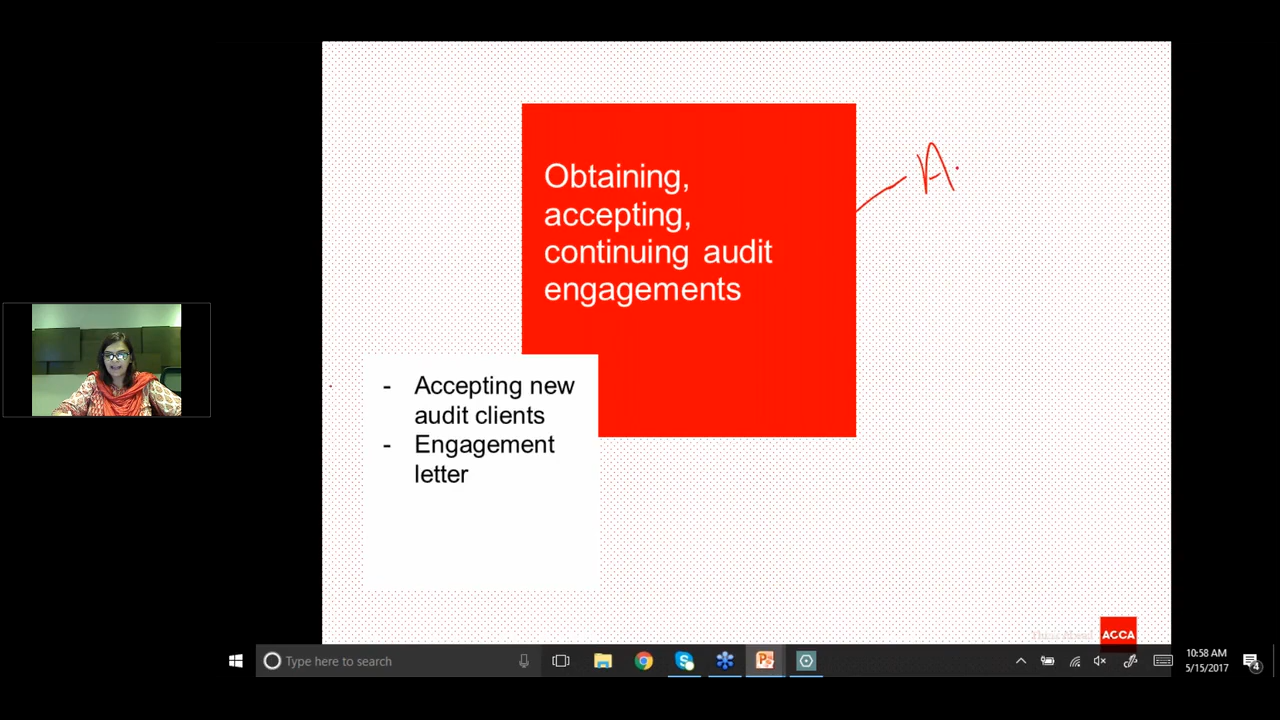 Obtaining,
accepting,
continuing audit
engagements
A
- Accepting new
audit clients
- Engagement
letter
ACCA
Type here to search
10:58 AM
5/15/2017
4